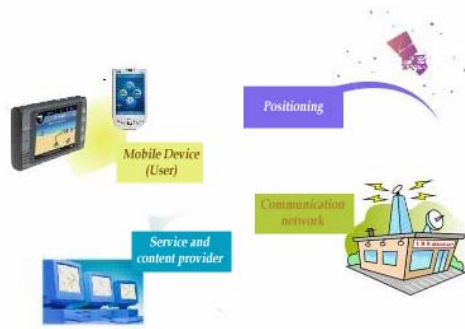 Positioning
Mobile Device
(User)
Communication
network
Service and
content provider